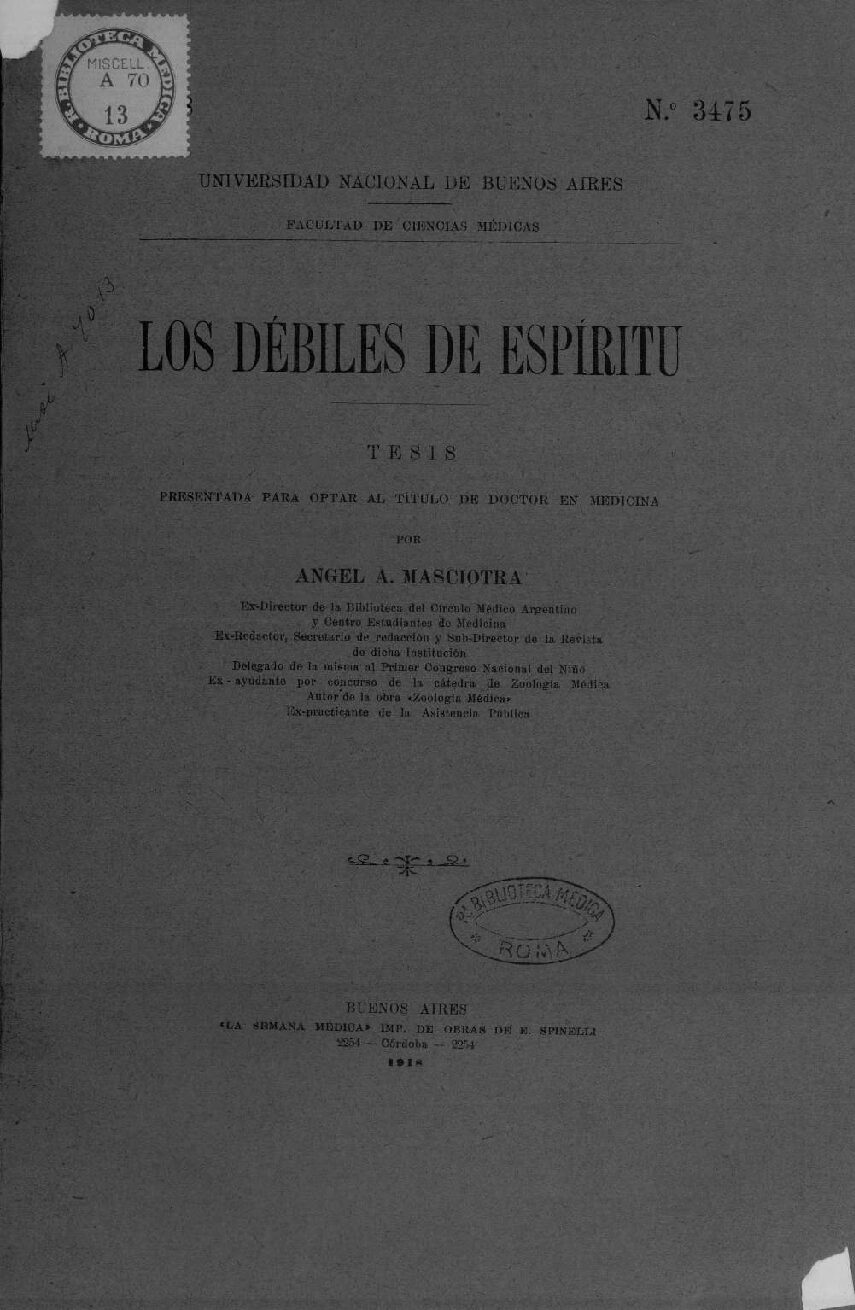 R. BIBLIOTECA MEDICA
MISCELL.
A 70
13
ROMA
N.º 3475
UNIVERSIDAD NACIONAL DE BUENOS AIRES
FACULTAD DE CIENCIAS MÉDICAS
A 70 13
LOS DÉBILES DE ESPÍRITU
TESIS
PRESENTADA PARA OPTAR AL TÍTULO DE DOCTOR EN MEDICINA
POR
ANGEL A. MASCIOTRA
Ex-Director de la Biblioteca del Círculo Médico Argentino
y Centro Estudiantes de Medicina
Ex-Redactor, Secretario de redacción y Sub-Director de la Revista
de dicha Institución
Delegado de la misma al Primer Congreso Nacional del Niño
Ex-ayudante por concurso de la cátedra de Zoología Médica
Autor de la obra «Zoología Médica»
Ex-practicante de la Asistencia Pública
R. BIBLIOTECA MEDICA
ROMA
BUENOS AIRES
«LA SEMANA MÉDICA» IMP. DE OBRAS DE E. SPINELLI
2254 — Córdoba — 2254
1918